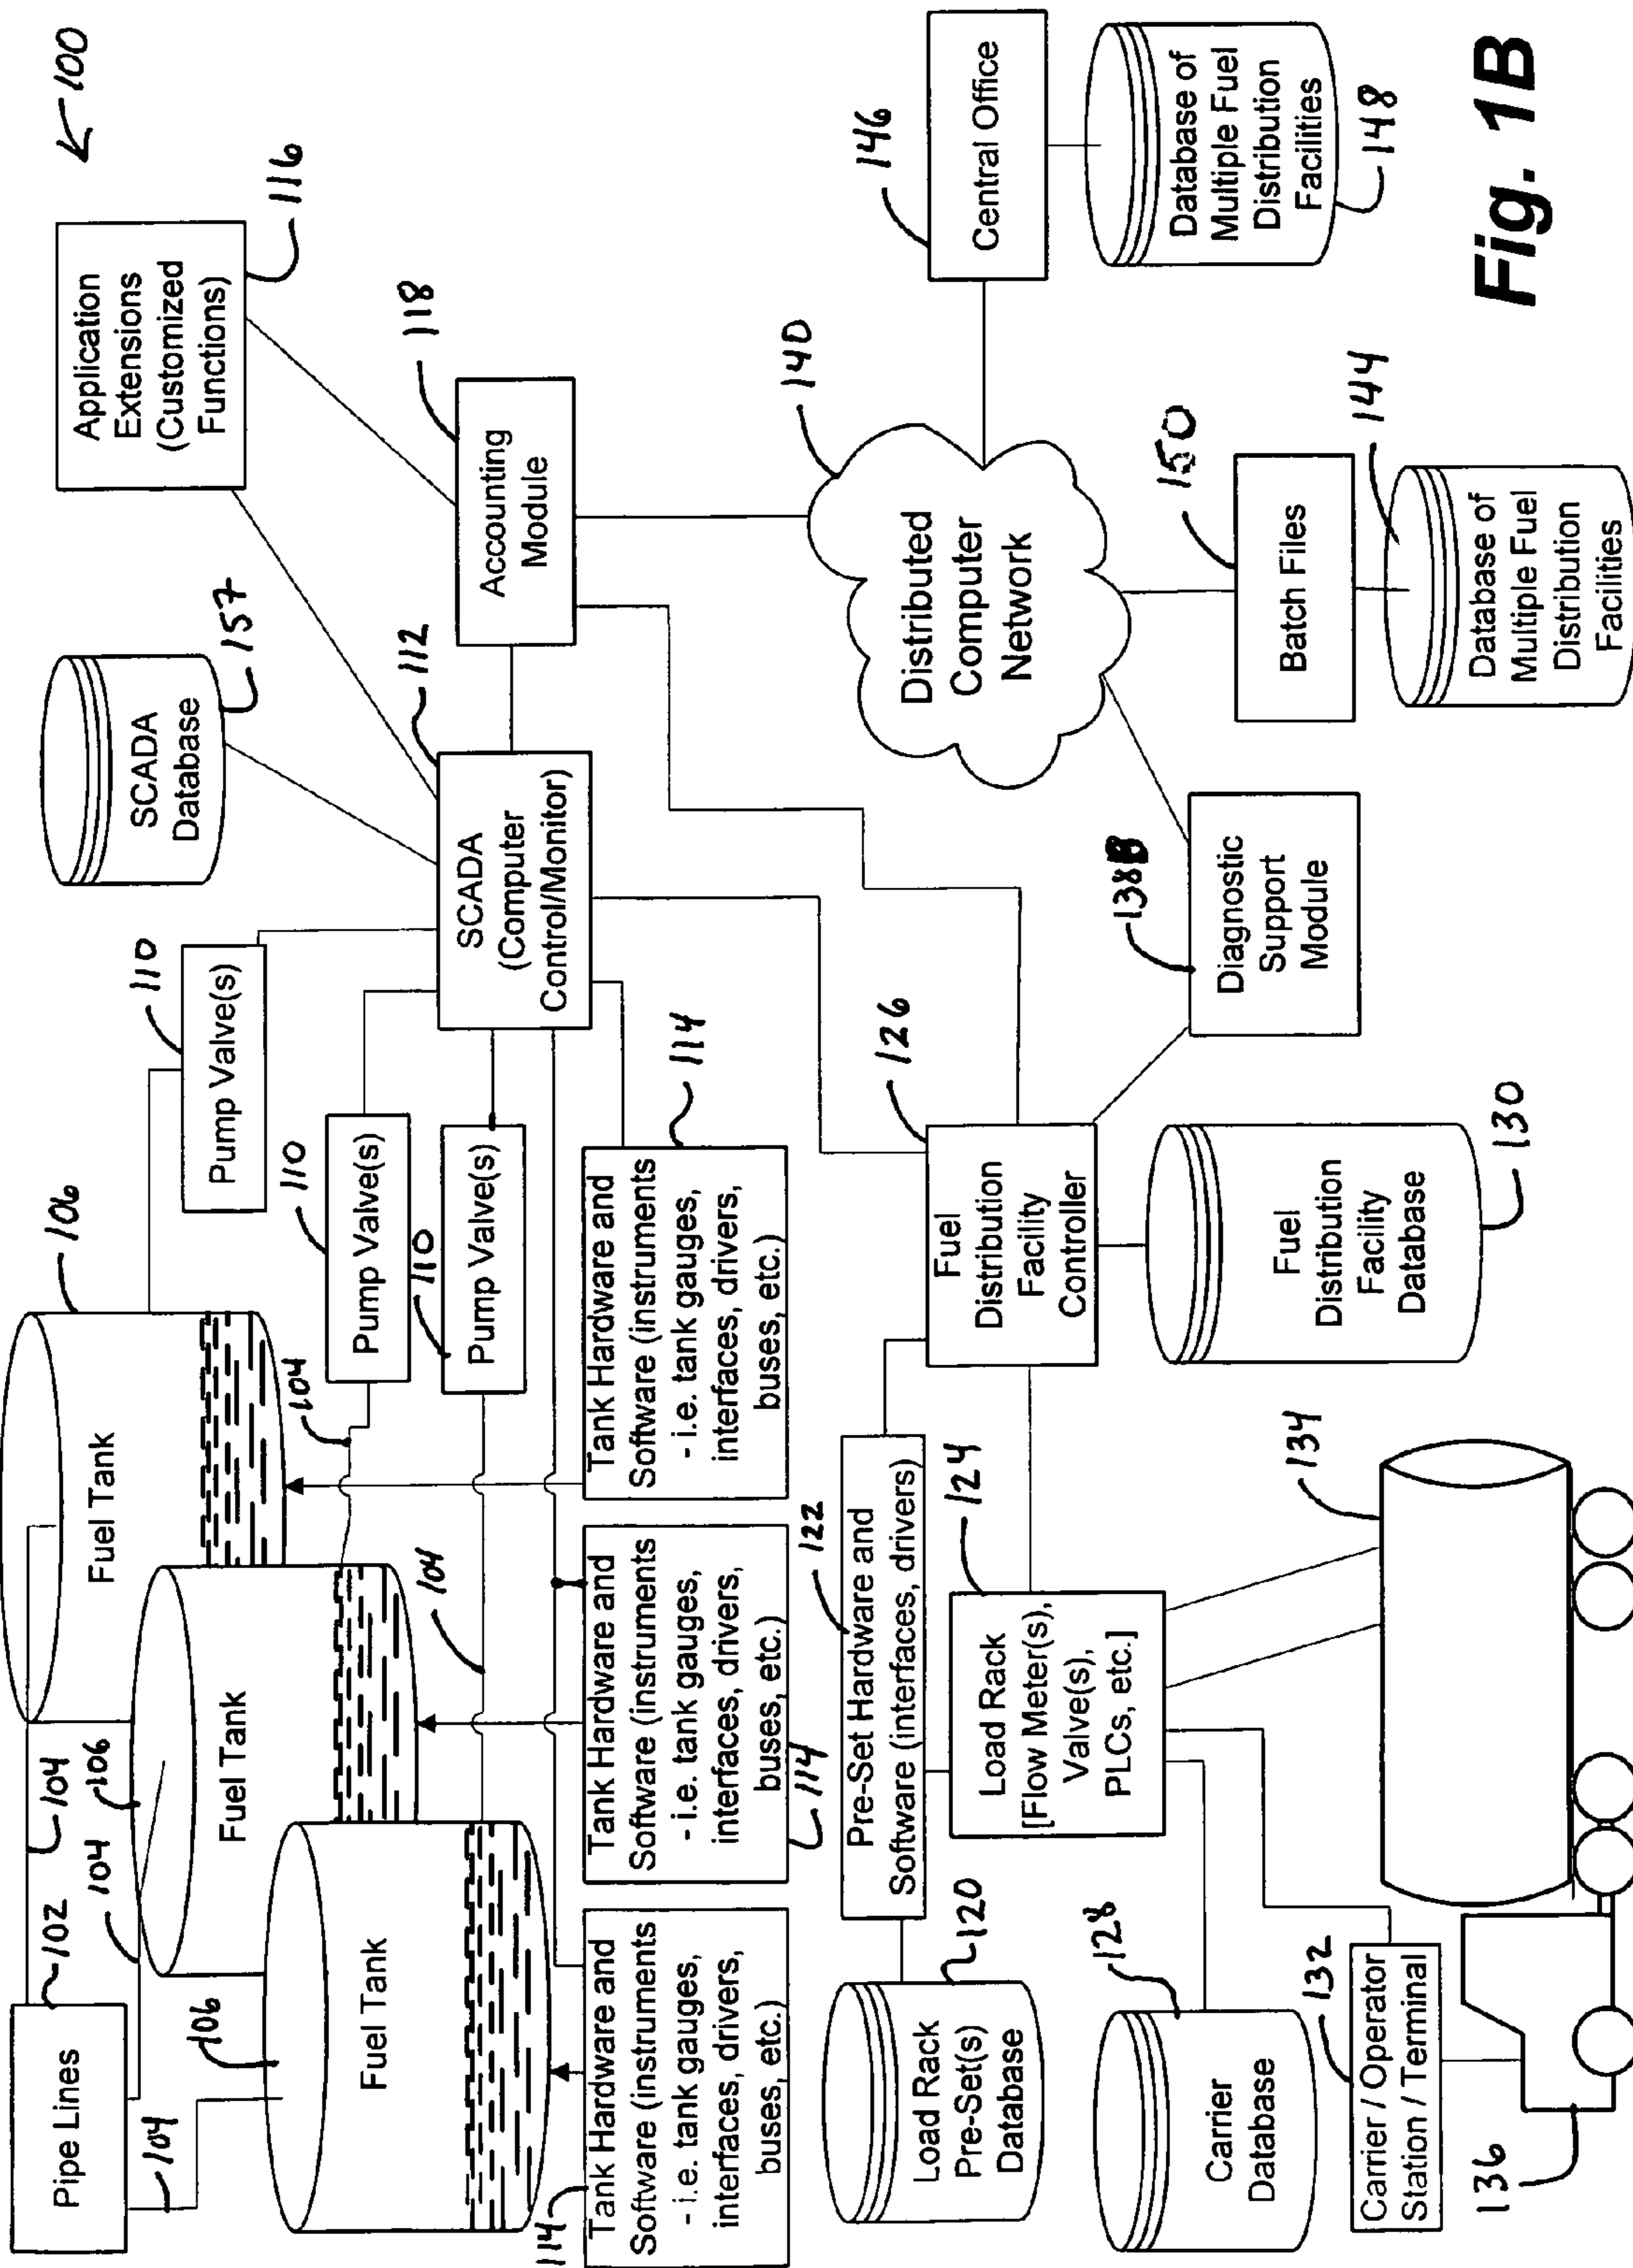 100
Pipe Lines
102
104
104
104
106
106
106
Fuel Tank
Fuel Tank
Fuel Tank
104
104
110
Pump Valve(s)
110
Pump Valve(s)
110
Pump Valve(s)
SCADA
Database
157
Application
Extensions
(Customized
Functions)
116
112
SCADA
(Computer
Control/Monitor)
118
Accounting
Module
114
Tank Hardware and
Software (instruments
- i.e. tank gauges,
interfaces, drivers,
buses, etc.)
Tank Hardware and
Software (instruments
- i.e. tank gauges,
interfaces, drivers,
buses, etc.)
114
Tank Hardware and
Software (instruments
- i.e. tank gauges,
interfaces, drivers,
buses, etc.)
114
122
Pre-Set Hardware and
Software (interfaces, drivers)
Load Rack
Pre-Set(s)
Database
120
124
Load Rack
[Flow Meter(s),
Valve(s),
PLCs, etc.]
126
Fuel
Distribution
Facility
Controller
Fuel
Distribution
Facility
Database
130
128
Carrier
Database
132
Carrier / Operator
Station / Terminal
134
136
138B
Diagnostic
Support
Module
140
Distributed
Computer
Network
146
Central Office
Database of
Multiple Fuel
Distribution
Facilities
148
150
Batch Files
144
Database of
Multiple Fuel
Distribution
Facilities
Fig. 1B